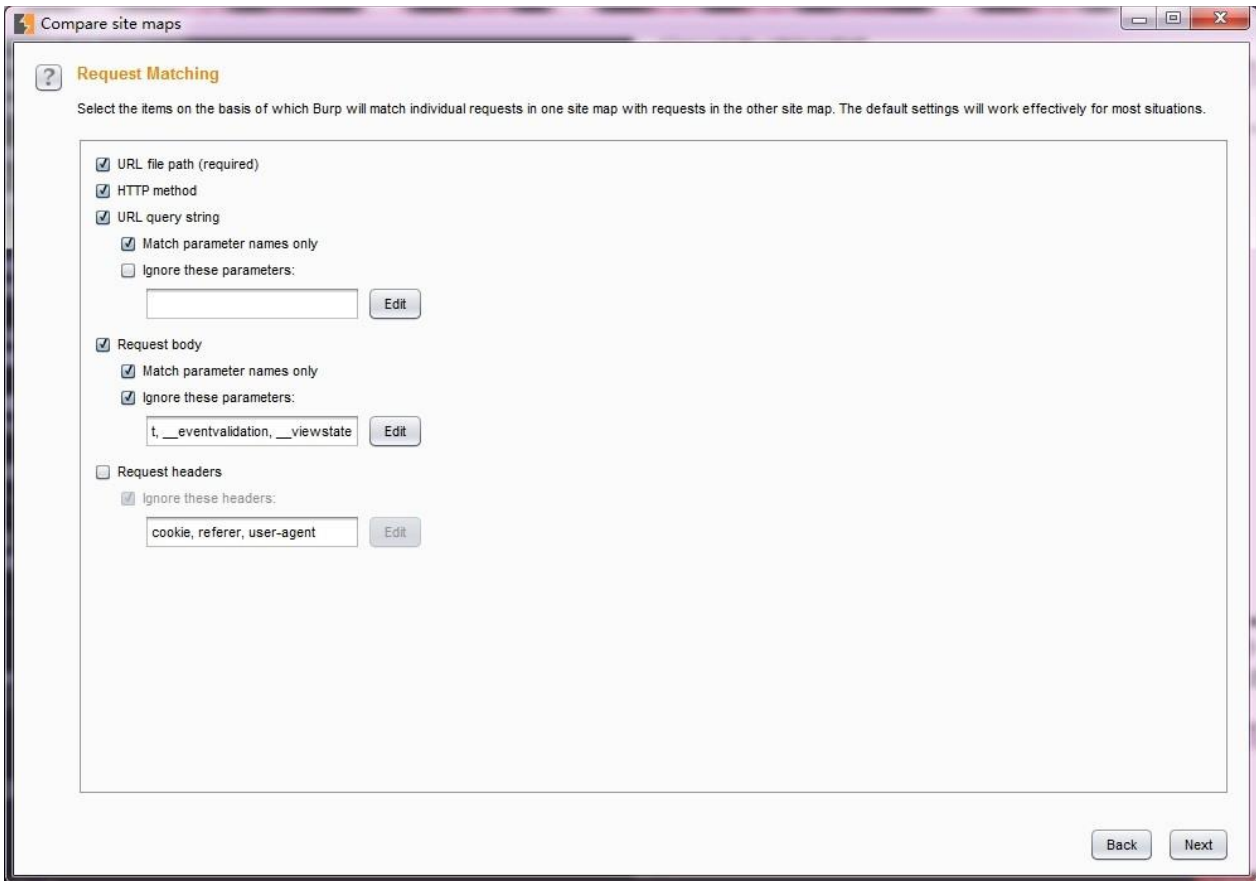 Compare site maps
?
Request Matching
Select the items on the basis of which Burp will match individual requests in one site map with requests in the other site map. The default settings will work effectively for most situations.
URL file path (required)
HTTP method
URL query string
Match parameter names only
Ignore these parameters:
Edit
Request body
Match parameter names only
Ignore these parameters:
t, __eventvalidation, __viewstate Edit
Request headers
Ignore these headers:
cookie, referer, user-agent Edit
Back Next